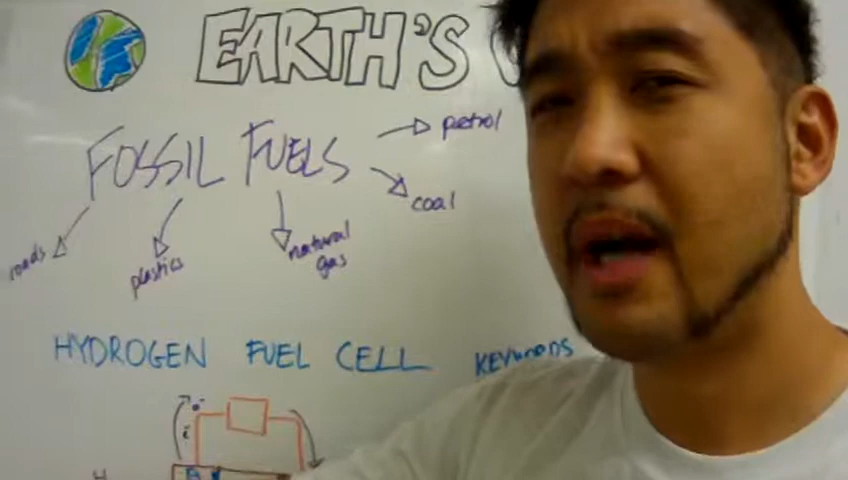 EARTH'S
FOSSIL FUELS
petrol
coal
roads
plastics
natural
gas
HYDROGEN FUEL CELL
KEYWORDS
e-
H